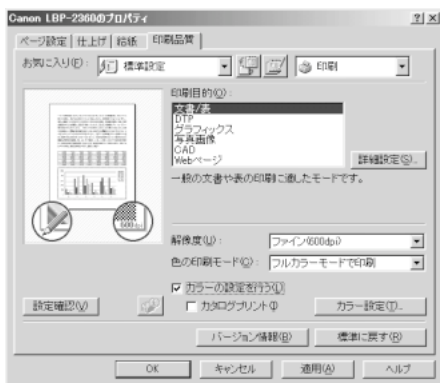 Canon LBP-2360のプロパティ
ページ設定 仕上げ 給紙 印刷品質
お気に入り(F): 標準設定 印刷
印刷目的(O):
文書/表
DTP
グラフィックス
写真画像
CAD
Webページ
詳細設定(S)...
一般の文書や表の印刷に適したモードです。
600 dpi
解像度(U): ファイン(600dpi)
色の印刷モード(C): フルカラーモードで印刷
カラーの設定を行う(J)
設定確認(V) カタログプリント(I) カラー設定(T)...
バージョン情報(B) 標準に戻す(R)
OK キャンセル 適用(A) ヘルプ